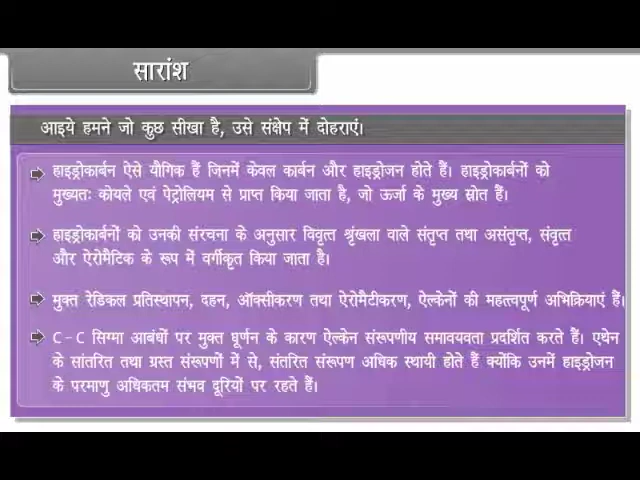 सारांश
आइये हमने जो कुछ सीखा है, उसे संक्षेप में दोहराएं।
हाइड्रोकार्बन ऐसे यौगिक हैं जिनमें केवल कार्बन और हाइड्रोजन होते हैं। हाइड्रोकार्बनों को
मुख्यतः कोयले एवं पेट्रोलियम से प्राप्त किया जाता है, जो ऊर्जा के मुख्य स्रोत हैं।
हाइड्रोकार्बनों को उनकी संरचना के अनुसार विवृत्त श्रृंखला वाले संतृप्त तथा असंतृप्त, संवृत्त
और ऐरोमैटिक के रूप में वर्गीकृत किया जाता है।
मुक्त रेडिकल प्रतिस्थापन, दहन, ऑक्सीकरण तथा ऐरोमैटीकरण, ऐल्केनों की महत्वपूर्ण अभिक्रियाएं हैं।
C – C सिग्मा आबंधों पर मुक्त घूर्णन के कारण ऐल्केन संरूपणीय समावयवता प्रदर्शित करते हैं। एथेन
के सांतरित तथा ग्रस्त संरूपणों में से, संतरित संरूपण अधिक स्थायी होते हैं क्योंकि उनमें हाइड्रोजन
के परमाणु अधिकतम संभव दूरियों पर रहते हैं।